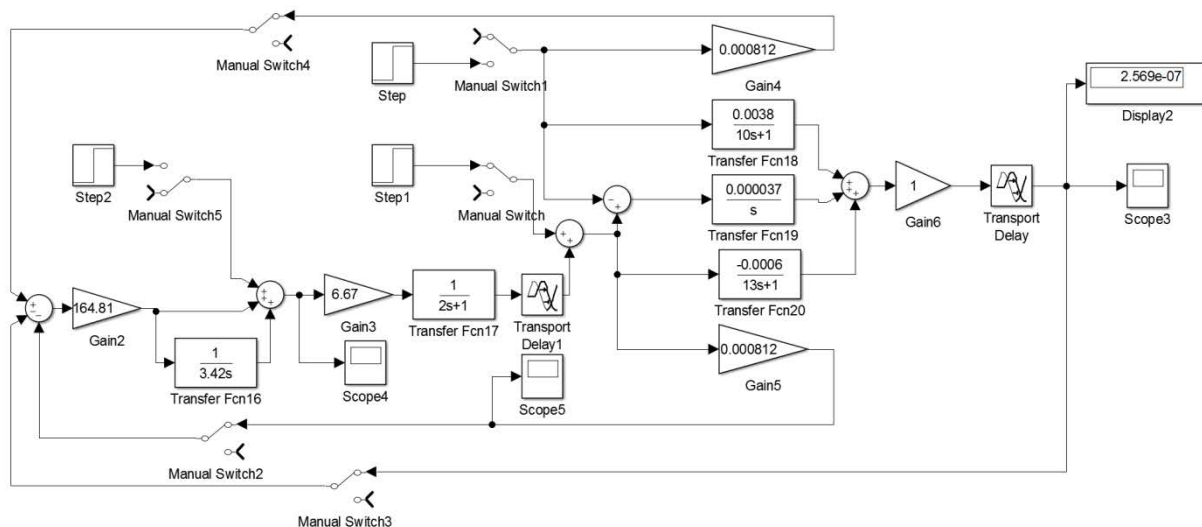 Manual Switch4
Step
Manual Switch1
0.000812
Gain4
2.569e-07
Display2
0.0038
10s+1
Transfer Fcn18
Step2
Manual Switch5
Step1
Manual Switch
0.000037
s
Transfer Fcn19
1
Gain6
Transport
Delay
Scope3
-0.0006
13s+1
Transfer Fcn20
164.81
Gain2
6.67
Gain3
1
2s+1
Transfer Fcn17
Transport
Delay1
1
3.42s
Transfer Fcn16
Scope4
Scope5
0.000812
Gain5
Manual Switch2
Manual Switch3